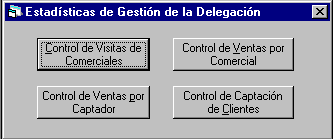 Estadísticas de Gestión de la Delegación
Control de Visitas de
Comerciales
Control de Ventas por
Comercial
Control de Ventas por
Captador
Control de Captación
de Clientes